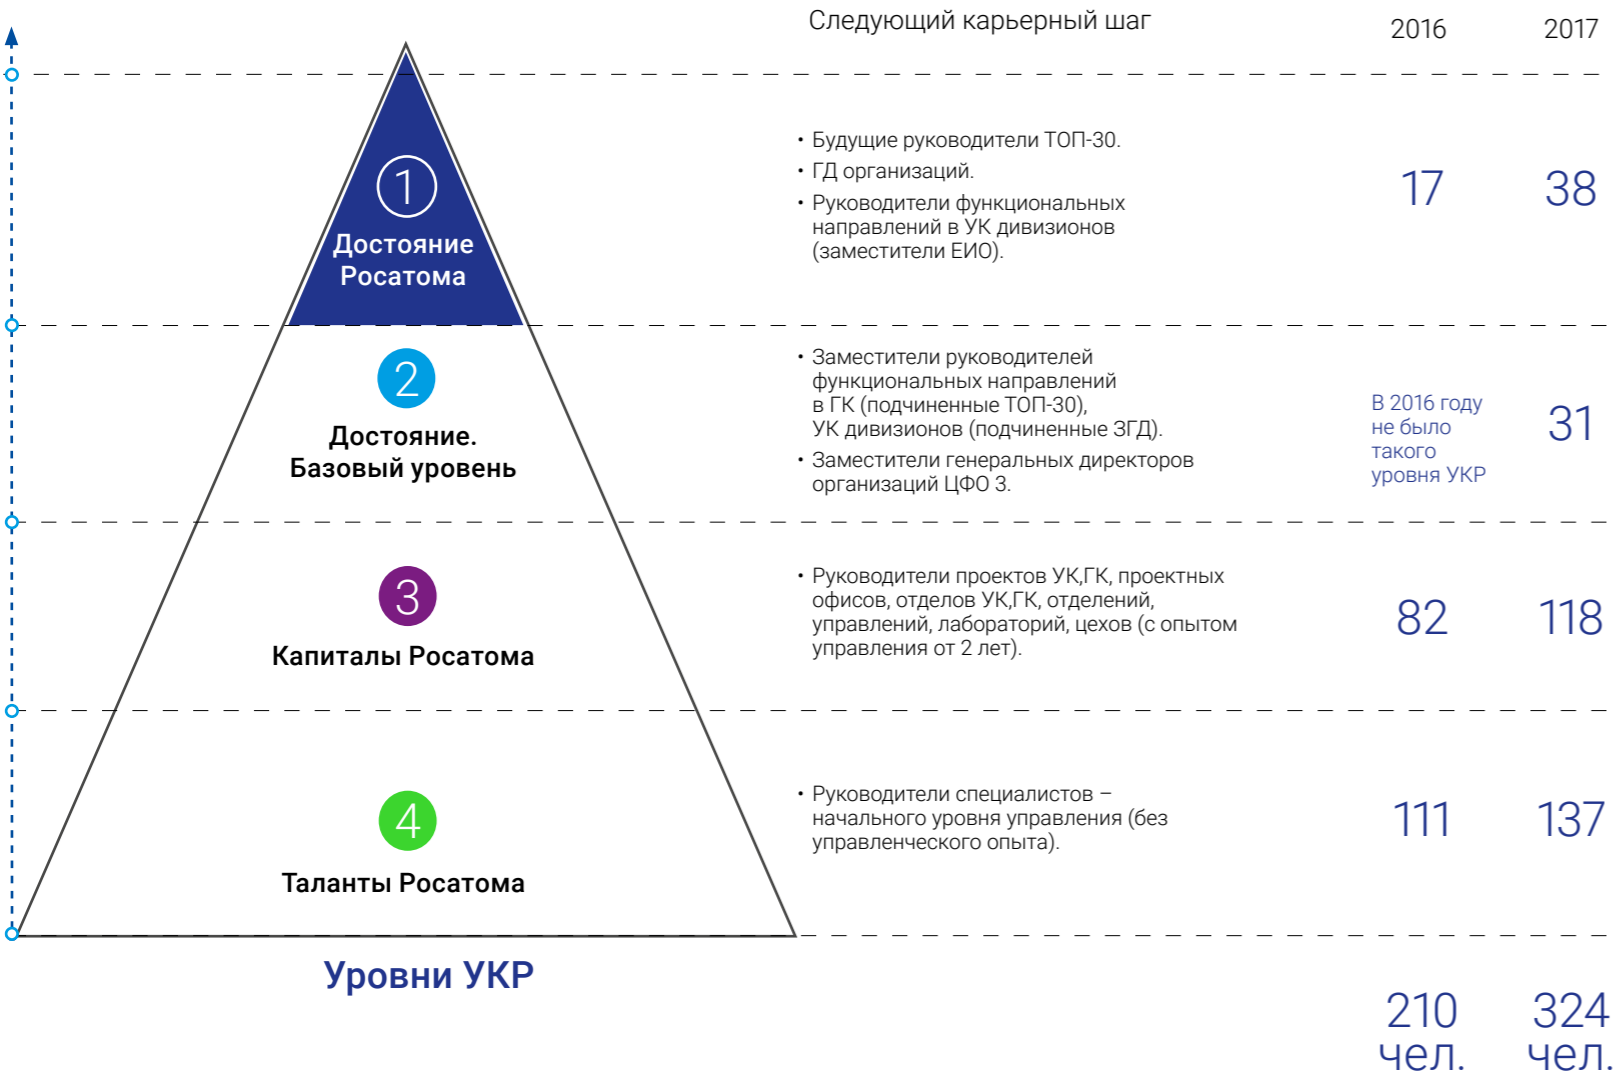 Следующий карьерный шаг
2016
2017
1
Достояние
Росатома
• Будущие руководители ТОП-30.
• ГД организаций.
• Руководители функциональных
направлений в УК дивизионов
(заместители ЕИО).
17
38
2
Достояние.
Базовый уровень
• Заместители руководителей
функциональных направлений
в ГК (подчиненные ТОП-30),
УК дивизионов (подчиненные ЗГД).
• Заместители генеральных директоров
организаций ЦФО 3.
В 2016 году
не было
такого
уровня УКР
31
3
Капиталы Росатома
• Руководители проектов УК,ГК, проектных
офисов, отделов УК,ГК, отделений,
управлений, лабораторий, цехов (с опытом
управления от 2 лет).
82
118
4
Таланты Росатома
• Руководители специалистов –
начального уровня управления (без
управленческого опыта).
111
137
Уровни УКР
210
чел.
324
чел.